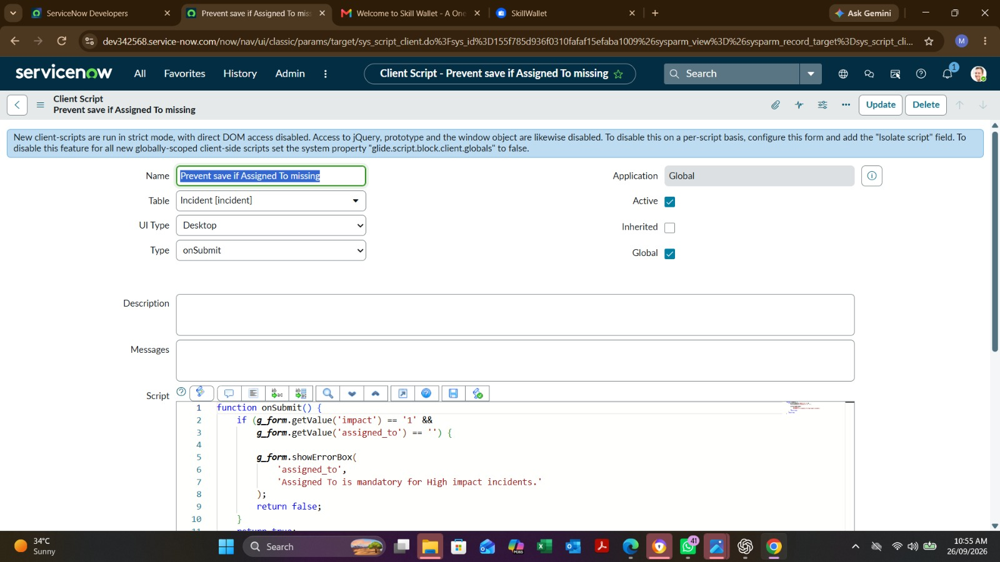 ServiceNow Developers
Prevent save if Assigned To mis
Welcome to Skill Wallet - A One
SkillWallet
Ask Gemini
dev342568.service-now.com/now/nav/ui/classic/params/target/sys_script_client.do%3Fsys_id%3D155f785d936f0310fafaf15efaba1009%26sysparm_view%3D%26sysparm_record_target%3Dsys_script_cli...
M
servicenow
All
Favorites
History
Admin
Client Script - Prevent save if Assigned To missing
Search
1
Client Script
Prevent save if Assigned To missing
Update
Delete
New client-scripts are run in strict mode, with direct DOM access disabled. Access to jQuery, prototype and the window object are likewise disabled. To disable this on a per-script basis, configure this form and add the "Isolate script" field. To
disable this feature for all new globally-scoped client-side scripts set the system property "glide.script.block.client.globals" to false.
Name
Prevent save if Assigned To missing
Application
Global
Table
Incident [incident]
Active
UI Type
Desktop
Inherited
Type
onSubmit
Global
Description
Messages
Script
1 function onSubmit() {
2 if (g_form.getValue('impact') == '1' &&
3 g_form.getValue('assigned_to') == '') {
4
5 g_form.showErrorBox(
6 'assigned_to',
7 'Assigned To is mandatory for High impact incidents.'
8 );
9 return false;
10 }
11 return true;
34°C
Sunny
Search
M365
41
10:55 AM
26/09/2026